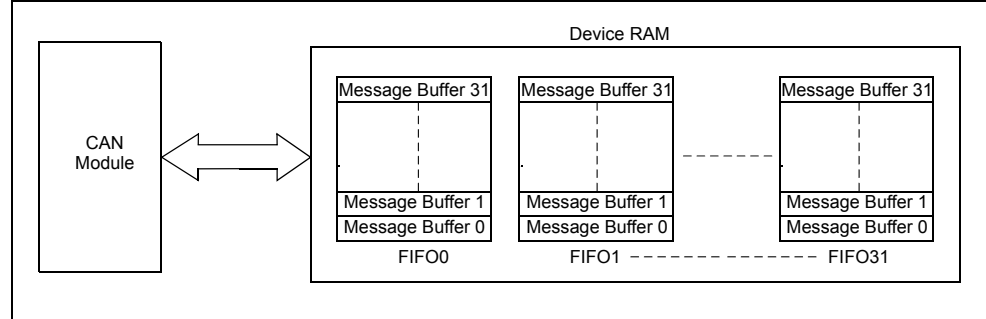 Device RAM
CAN
Module
Message Buffer 31
Message Buffer 1
Message Buffer 0
FIFO0
Message Buffer 31
Message Buffer 1
Message Buffer 0
FIFO1
Message Buffer 31
Message Buffer 1
Message Buffer 0
FIFO31